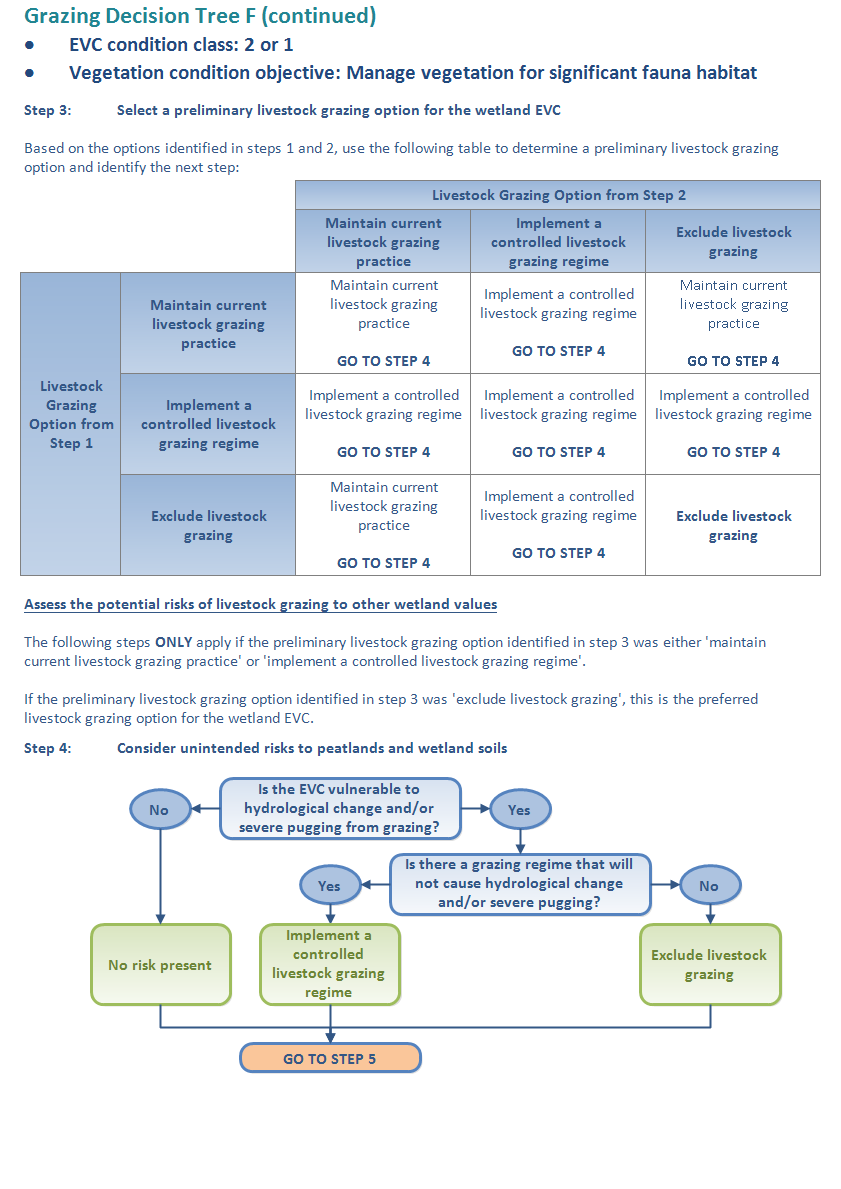 Grazing Decision Tree F (continued)
• EVC condition class: 2 or 1
• Vegetation condition objective: Manage vegetation for significant fauna habitat
Step 3: Select a preliminary livestock grazing option for the wetland EVC
Based on the options identified in steps 1 and 2, use the following table to determine a preliminary livestock grazing
option and identify the next step:
Livestock Grazing Option from Step 2
Maintain current
livestock grazing
practice
Implement a
controlled livestock
grazing regime
Exclude livestock
grazing
Livestock
Grazing
Option from
Step 1
Maintain current
livestock grazing
practice
Maintain current
livestock grazing
practice
GO TO STEP 4
Implement a controlled
livestock grazing regime
GO TO STEP 4
Maintain current
livestock grazing
practice
GO TO STEP 4
Implement a
controlled livestock
grazing regime
Implement a controlled
livestock grazing regime
GO TO STEP 4
Implement a controlled
livestock grazing regime
GO TO STEP 4
Implement a controlled
livestock grazing regime
GO TO STEP 4
Exclude livestock
grazing
Maintain current
livestock grazing
practice
GO TO STEP 4
Implement a controlled
livestock grazing regime
GO TO STEP 4
Exclude livestock
grazing
Assess the potential risks of livestock grazing to other wetland values
The following steps ONLY apply if the preliminary livestock grazing option identified in step 3 was either 'maintain
current livestock grazing practice' or 'implement a controlled livestock grazing regime'.
If the preliminary livestock grazing option identified in step 3 was 'exclude livestock grazing', this is the preferred
livestock grazing option for the wetland EVC.
Step 4: Consider unintended risks to peatlands and wetland soils
No
Is the EVC vulnerable to
hydrological change and/or
severe pugging from grazing?
Yes
Yes
Is there a grazing regime that will
not cause hydrological change
and/or severe pugging?
No
No risk present
Implement a
controlled
livestock grazing
regime
Exclude livestock
grazing
GO TO STEP 5